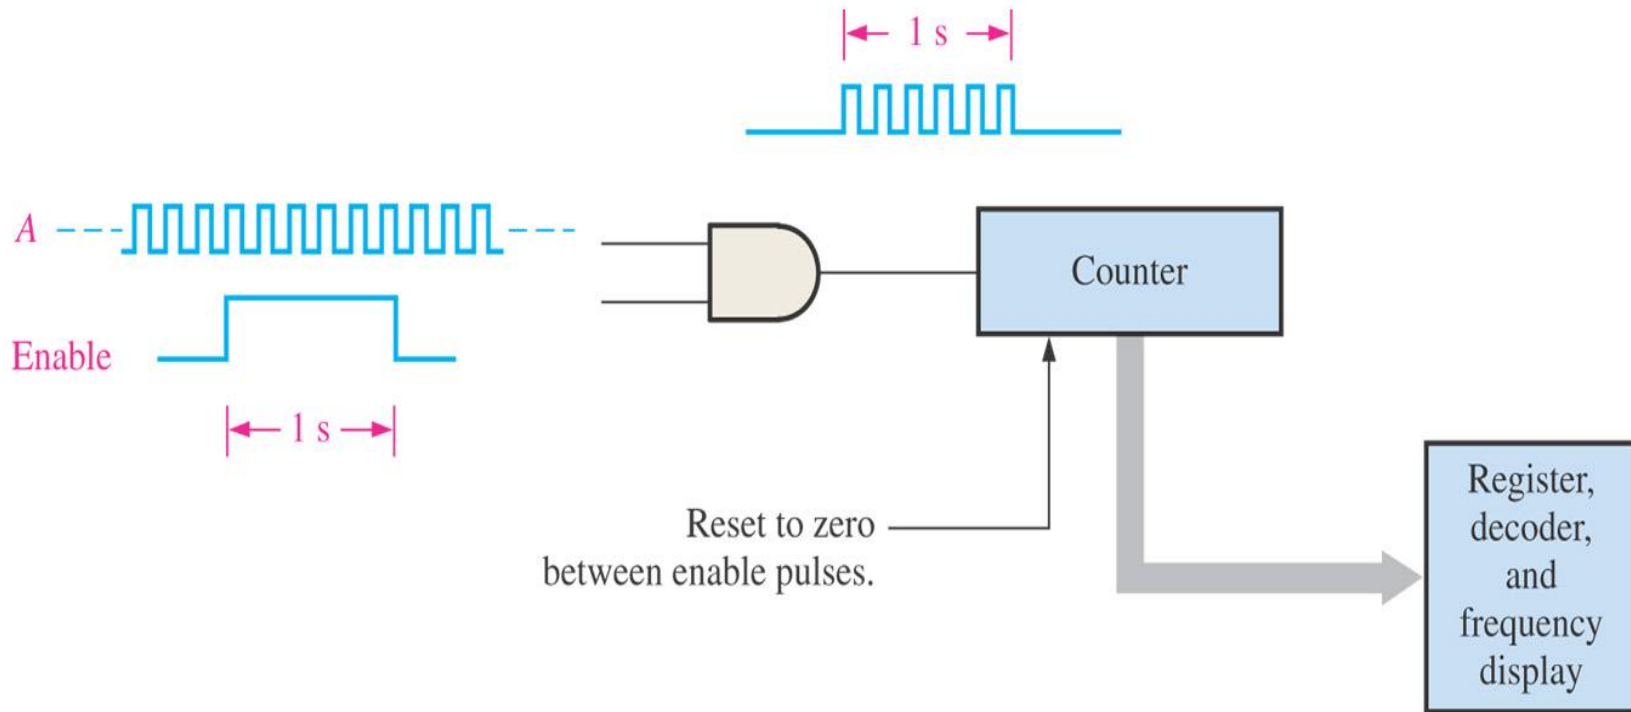 1 s
A
Counter
Enable
1 s
Reset to zero
between enable pulses.
Register,
decoder,
and
frequency
display